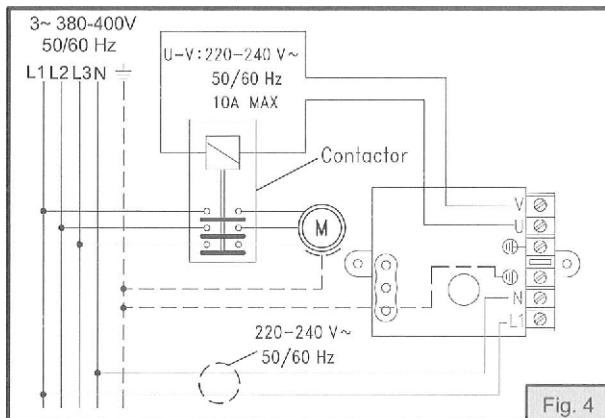 3~ 380-400V
50/60 Hz
L1 L2 L3 N
U-V: 220-240 V~
50/60 Hz
10A MAX
Contactor
M
V
U
N
L1
220-240 V~
50/60 Hz
Fig. 4